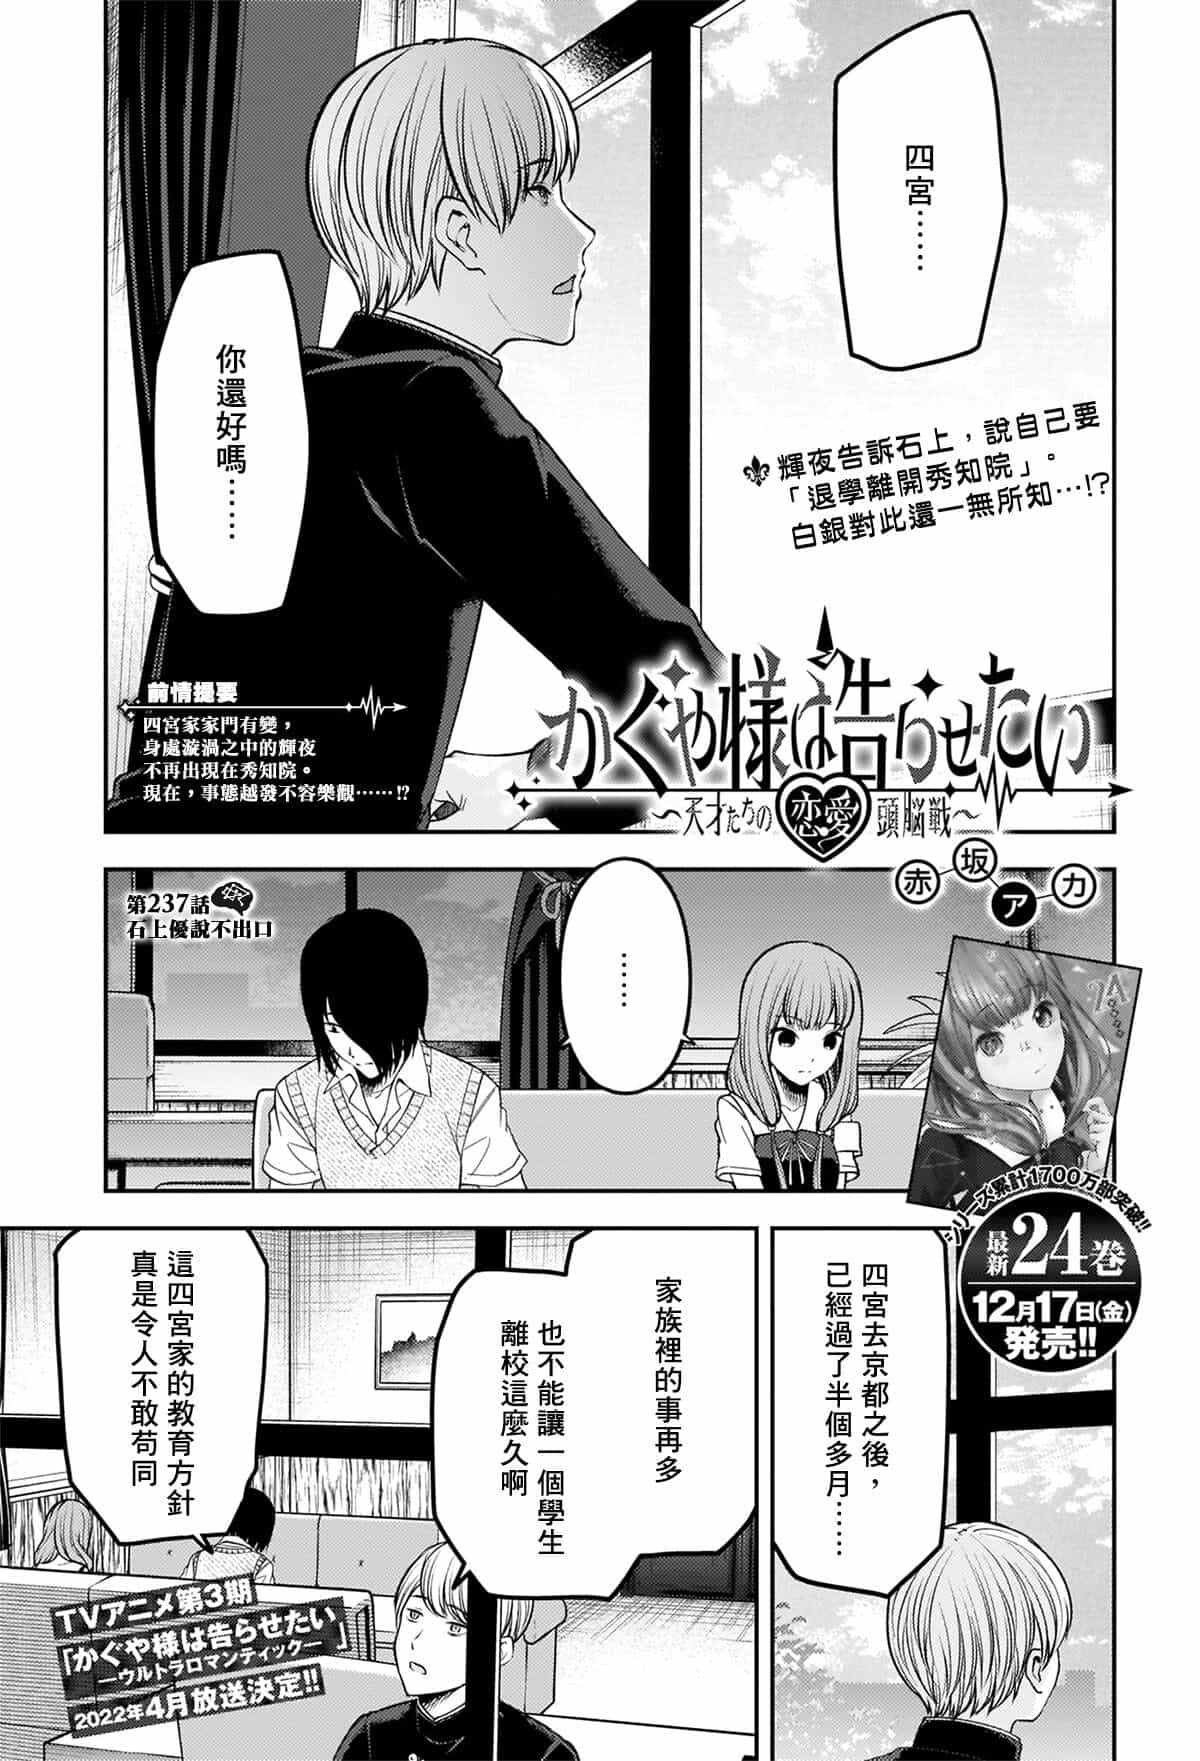 四宮……
你還好嗎……
輝夜告訴石上，說自己要
「退學離開秀知院」。
白銀對此還一無所知…!?
前情提要
四宮家家門有變，
身處漩渦之中的輝夜
不再出現在秀知院。
現在，事態越發不容樂觀……!?
かぐや様は告らせたい
～天才たちの恋愛頭脳戦～
赤坂アカ
第237話
石上優說不出口
……
24
シリーズ累計1700万部突破!!
最新24巻
12月17日(金)
発売!!
四宮去京都之後，
已經過了半個多月……
家族裡的事再多
也不能讓一個學生
離校這麼久啊
這四宮家的教育方針
真是令人不敢苟同
TVアニメ第3期
「かぐや様は告らせたい
―ウルトラロマンティック―」
2022年4月放送決定!!